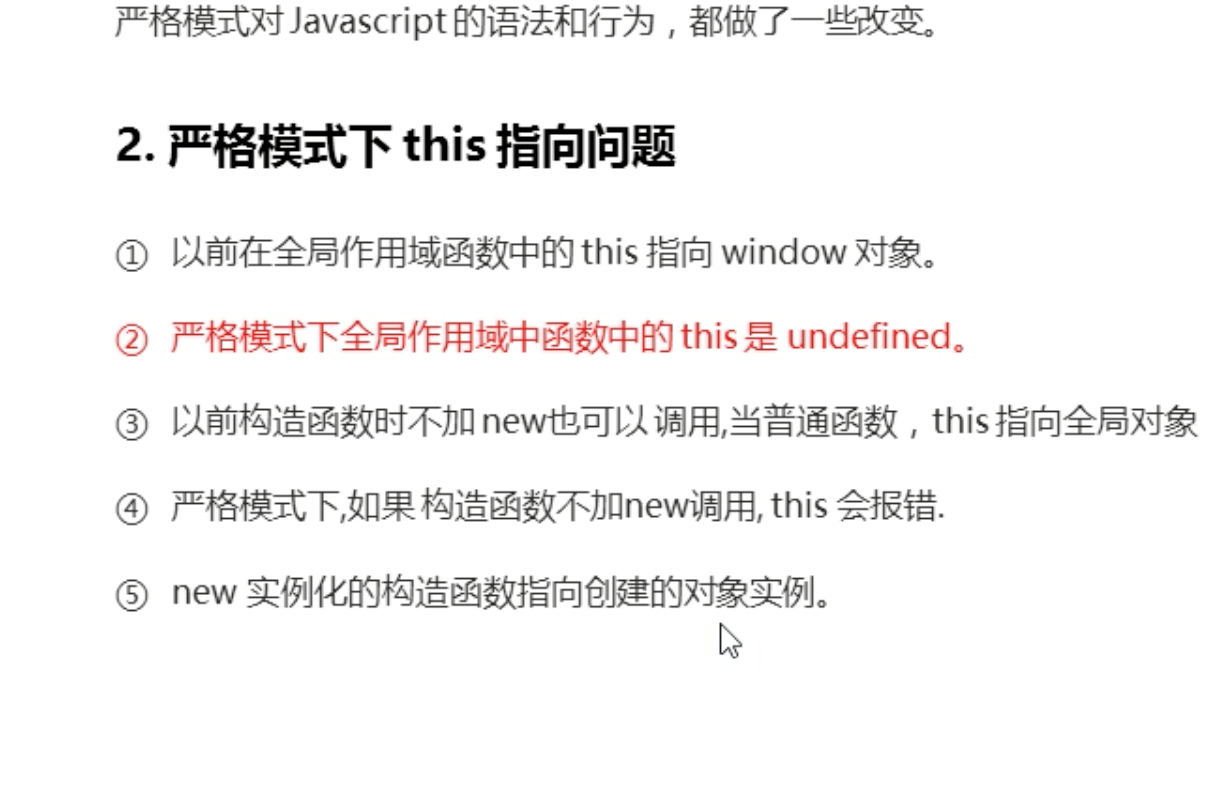 严格模式对 Javascript 的语法和行为，都做了一些改变。
2. 严格模式下 this 指向问题
① 以前在全局作用域函数中的 this 指向 window 对象。
② 严格模式下全局作用域中函数中的 this 是 undefined。
③ 以前构造函数时不加 new也可以 调用,当普通函数，this 指向全局对象
④ 严格模式下,如果 构造函数不加new调用, this 会报错.
⑤ new 实例化的构造函数指向创建的对象实例。